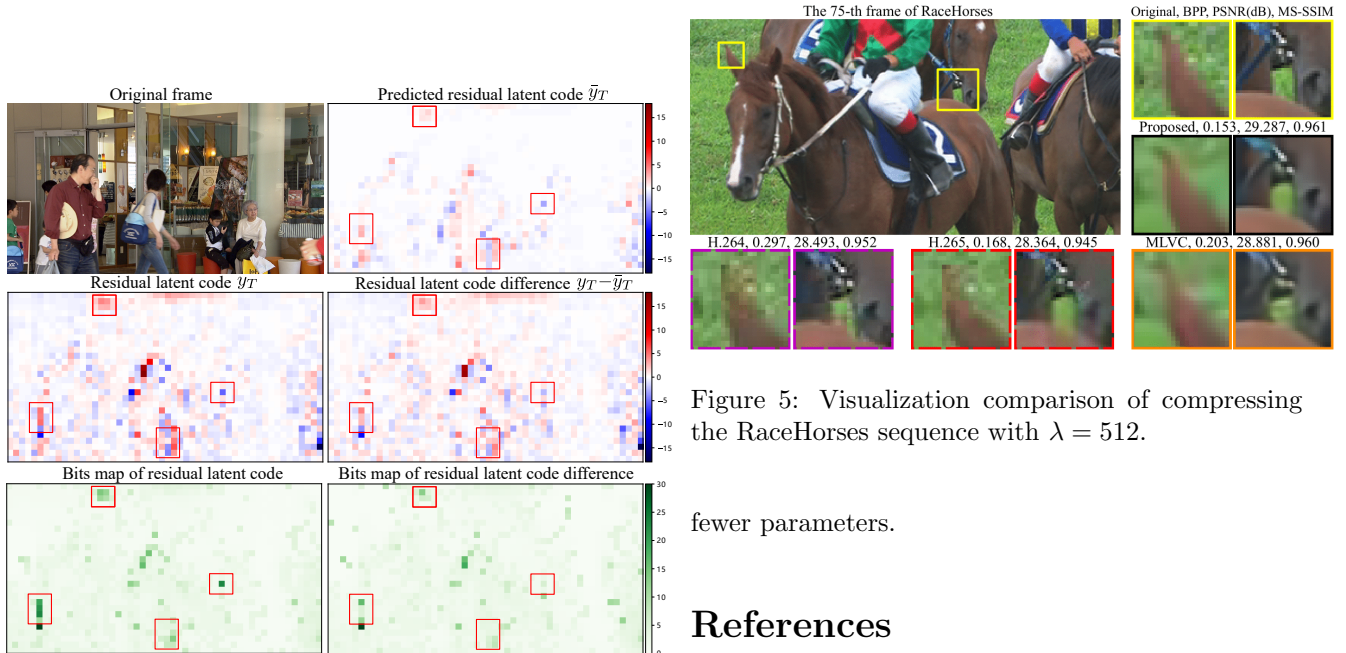 Original frame
Predicted residual latent code ȳ_T
15
10
5
0
−5
−10
−15
Residual latent code y_T
Residual latent code difference y_T−ȳ_T
15
10
5
0
−5
−10
−15
Bits map of residual latent code
Bits map of residual latent code difference
30
25
20
15
10
5
0
The 75-th frame of RaceHorses
Original, BPP, PSNR(dB), MS-SSIM
Proposed, 0.153, 29.287, 0.961
H.264, 0.297, 28.493, 0.952
H.265, 0.168, 28.364, 0.945
MLVC, 0.203, 28.881, 0.960
Figure 5: Visualization comparison of compressing
the RaceHorses sequence with λ = 512.
fewer parameters.
References